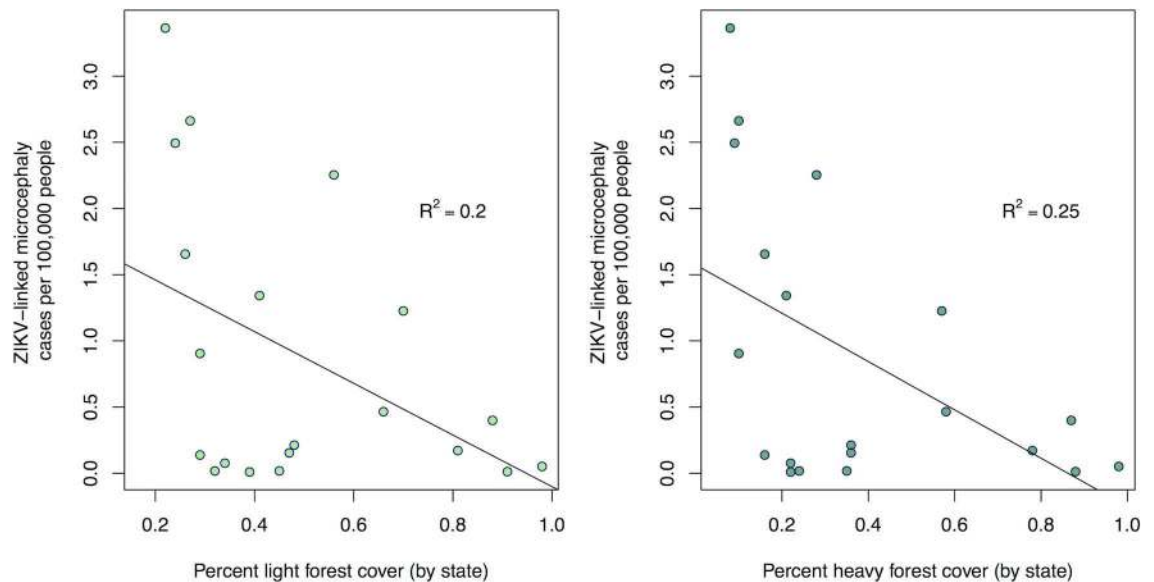 ZIKV−linked microcephaly
cases per 100,000 people
3.0
2.5
2.0
1.5
1.0
0.5
0.0
R² = 0.2
0.2 0.4 0.6 0.8 1.0
Percent light forest cover (by state)
ZIKV−linked microcephaly
cases per 100,000 people
3.0
2.5
2.0
1.5
1.0
0.5
0.0
R² = 0.25
0.2 0.4 0.6 0.8 1.0
Percent heavy forest cover (by state)